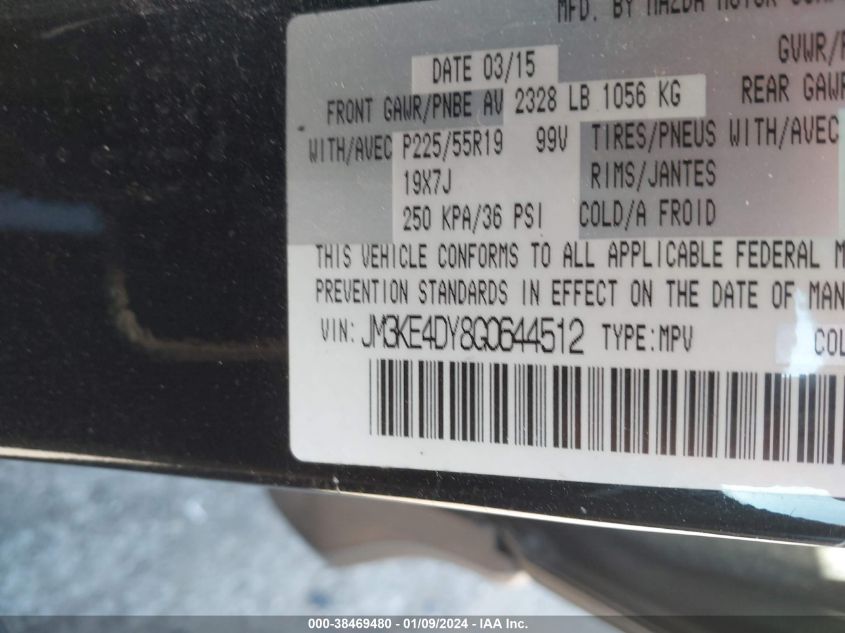 MFD. BY MAZDA MOTOR
DATE 03/15
GVWR/
FRONT GAWR/PNBE AV 2328 LB 1056 KG
REAR GAWR
WITH/AVEC P225/55R19 99V TIRES/PNEUS WITH/AVEC
19X7J RIMS/JANTES
250 KPA/36 PSI COLD/A FROID
THIS VEHICLE CONFORMS TO ALL APPLICABLE FEDERAL M
PREVENTION STANDARDS IN EFFECT ON THE DATE OF MAN
VIN: JM3KE4DY8G0644512 TYPE:MPV COL
000-38469480 - 01/09/2024 - IAA Inc.